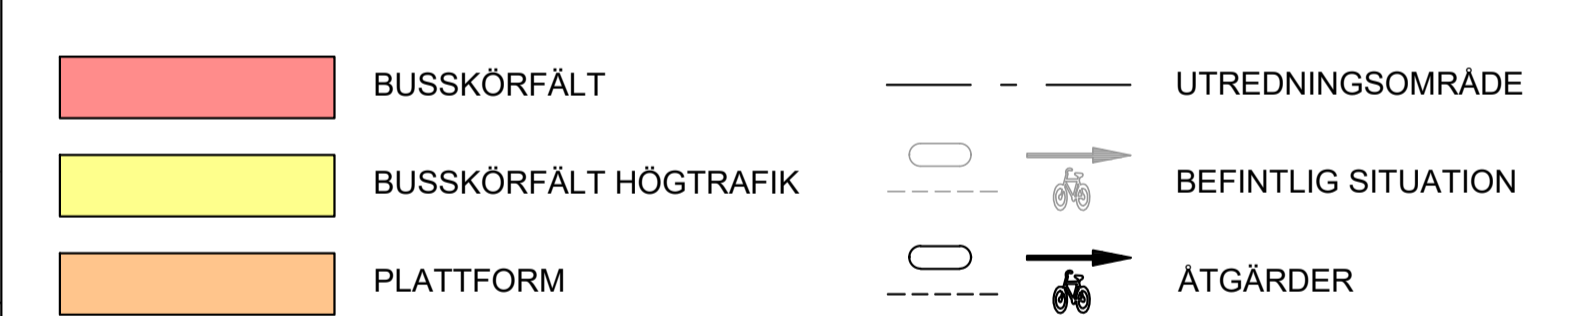 BUSSKÖRFÄLT
BUSSKÖRFÄLT HÖGTRAFIK
PLATTFORM
UTREDNINGSOMRÅDE
BEFINTLIG SITUATION
ÅTGÄRDER